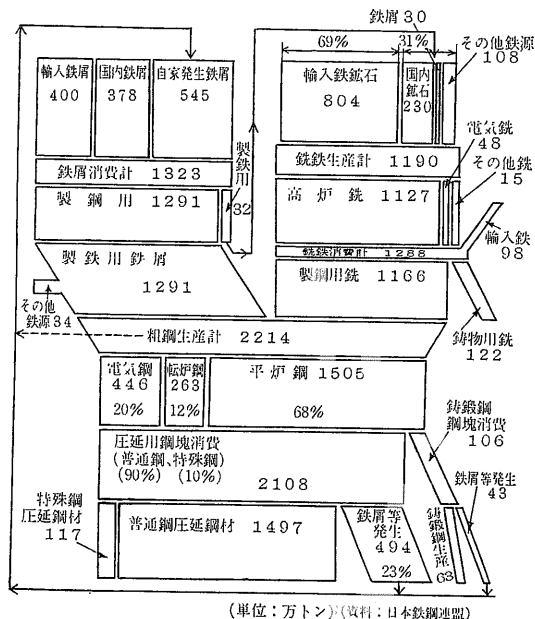 鉄屑30
69%
31%
その他鉄源
108
輸入鉄屑
400
国内鉄屑
378
自家発生鉄屑
545
輸入鉄鉱石
804
国内
鉱石
230
電気銑
48
その他銑
15
鉄屑消費計 1323
製鉄用
32
銑鉄生産計 1190
製鋼用
1291
高炉銑 1127
輸入銑
98
銑鉄消費計 1288
製鉄用鉄屑
1291
製鋼用銑 1166
その他
鉄源34
鋳物用銑
122
粗鋼生産計 2214
電気鋼
446
20%
転炉鋼
263
12%
平炉鋼 1505
68%
鋳鍛鋼
鋼塊消費
106
圧延用鋼塊消費
(普通鋼、特殊鋼)
(90%) (10%)
2108
鉄屑等発生
43
特殊鋼
圧延鋼材
117
普通鋼圧延鋼材 1497
鉄屑等
発生
494
23%
鋳鍛鋼生産
63
(単位:万トン)(資料:日本鉄鋼連盟)